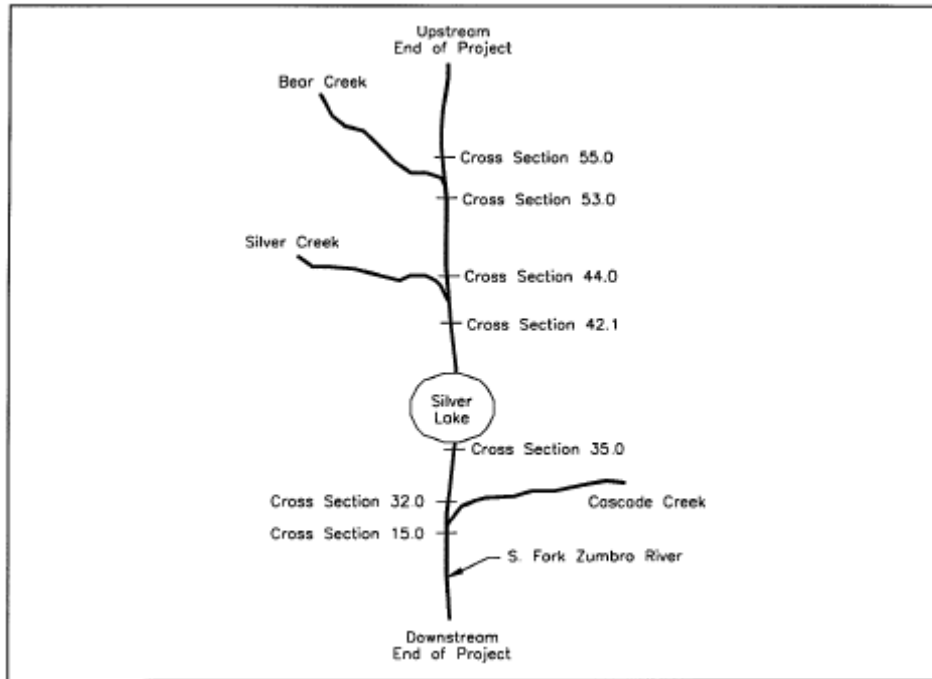 Upstream
End of Project
Bear Creek
Cross Section 55.0
Cross Section 53.0
Silver Creek
Cross Section 44.0
Cross Section 42.1
Silver
Lake
Cross Section 35.0
Cross Section 32.0
Cascade Creek
Cross Section 15.0
S. Fork Zumbro River
Downstream
End of Project